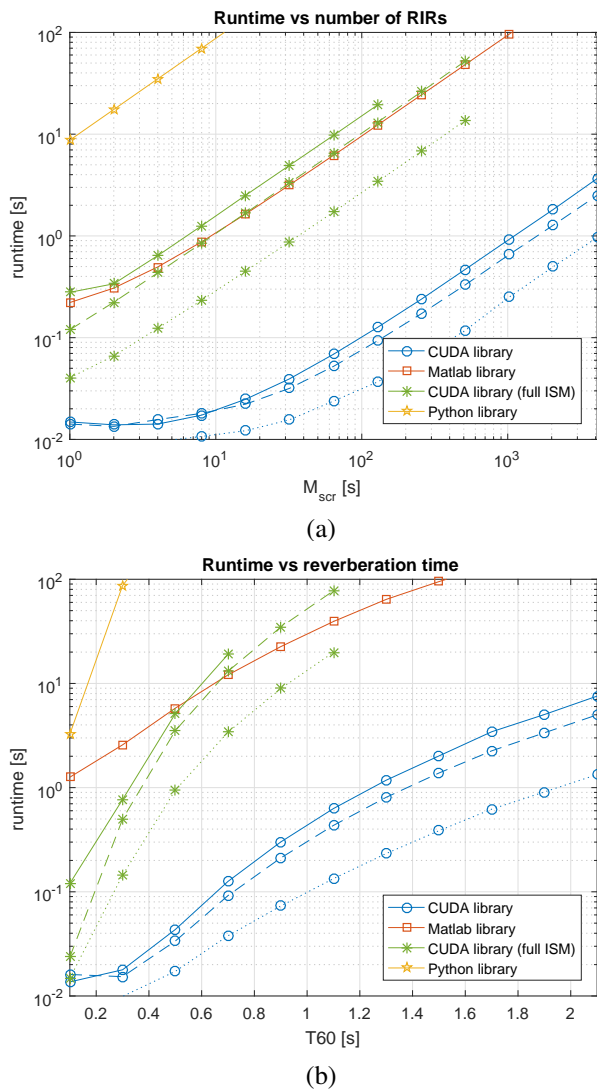 Runtime vs number of RIRs
10^2
10^1
10^0
10^-1
10^-2
runtime [s]
CUDA library
Matlab library
CUDA library (full ISM)
Python library
10^0 10^1 10^2 10^3
M_scr [s]
(a)
Runtime vs reverberation time
10^2
10^1
10^0
10^-1
10^-2
runtime [s]
CUDA library
Matlab library
CUDA library (full ISM)
Python library
0.2 0.4 0.6 0.8 1 1.2 1.4 1.6 1.8 2
T60 [s]
(b)